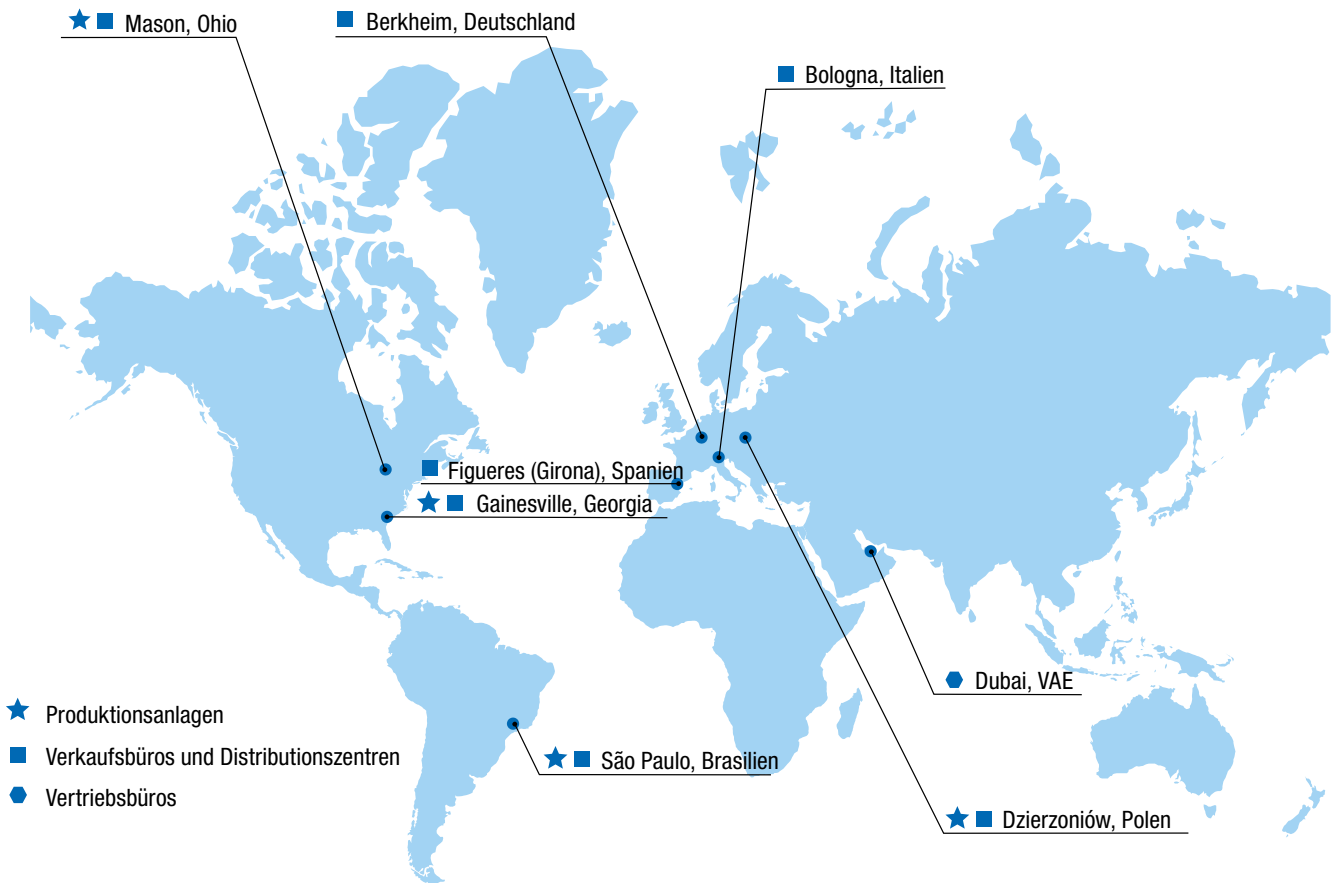 Mason, Ohio
Berkheim, Deutschland
Bologna, Italien
Figueres (Girona), Spanien
Gainesville, Georgia
Dubai, VAE
Produktionsanlagen
Verkaufsbüros und Distributionszentren
São Paulo, Brasilien
Vertriebsbüros
Dzierzoniów, Polen